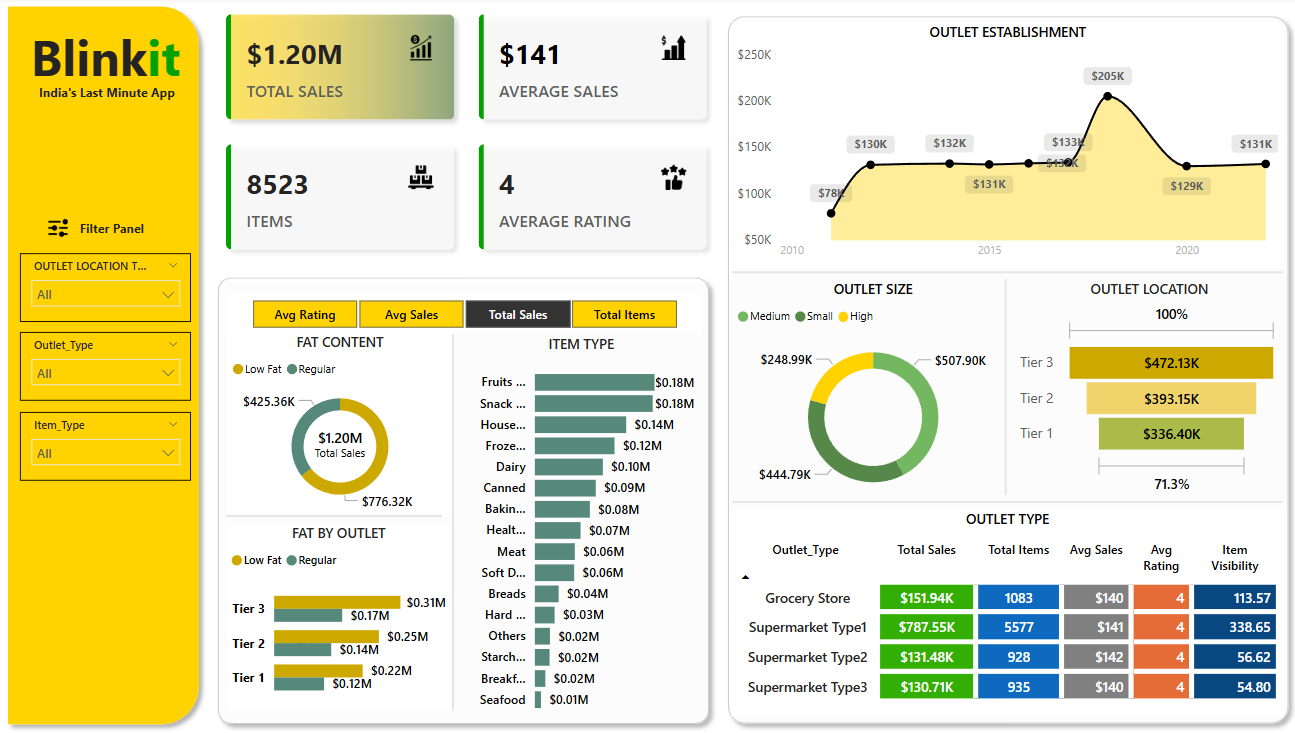 Blinkit
India's Last Minute App
Filter Panel
OUTLET LOCATION T...
All
Outlet_Type
All
Item_Type
All
$1.20M
TOTAL SALES
$141
AVERAGE SALES
8523
ITEMS
4
AVERAGE RATING
Avg Rating
Avg Sales
Total Sales
Total Items
FAT CONTENT
Low Fat Regular
$425.36K
$1.20M
Total Sales
$776.32K
FAT BY OUTLET
Low Fat Regular
Tier 3 $0.31M
$0.17M
Tier 2 $0.25M
$0.14M
Tier 1 $0.22M
$0.12M
ITEM TYPE
Fruits ... $0.18M
Snack ... $0.18M
House... $0.14M
Froze... $0.12M
Dairy $0.10M
Canned $0.09M
Bakin... $0.08M
Healt... $0.07M
Meat $0.06M
Soft D... $0.06M
Breads $0.04M
Hard ... $0.03M
Others $0.02M
Starch... $0.02M
Breakf... $0.02M
Seafood $0.01M
OUTLET ESTABLISHMENT
$250K
$200K
$150K
$100K
$50K
$78K
$130K
$132K
$131K
$133K
$205K
$129K
$131K
2010 2015 2020
OUTLET SIZE
Medium Small High
$248.99K
$507.90K
$444.79K
OUTLET LOCATION
100%
Tier 3 $472.13K
Tier 2 $393.15K
Tier 1 $336.40K
71.3%
OUTLET TYPE
Outlet_Type Total Sales Total Items Avg Sales Avg Rating Item Visibility
Grocery Store $151.94K 1083 $140 4 113.57
Supermarket Type1 $787.55K 5577 $141 4 338.65
Supermarket Type2 $131.48K 928 $142 4 56.62
Supermarket Type3 $130.71K 935 $140 4 54.80